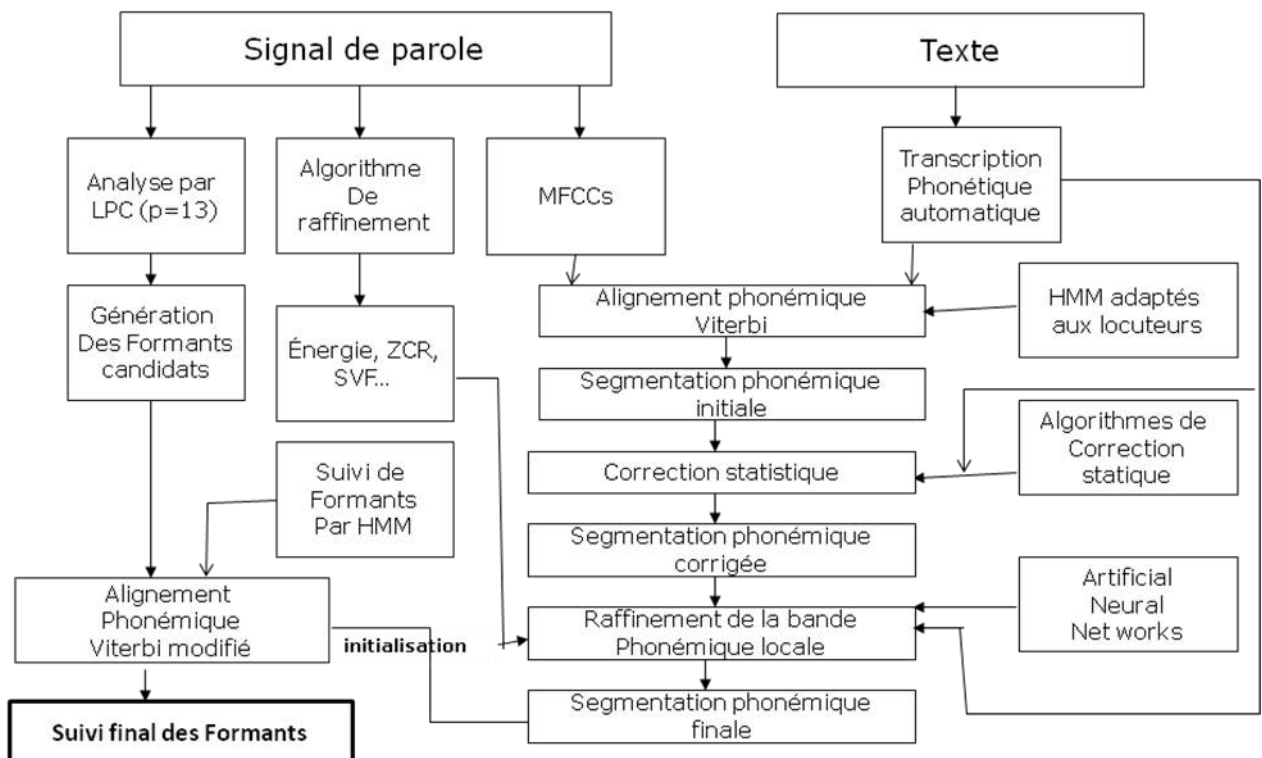 Signal de parole
Texte
Analyse par
LPC (p=13)
Algorithme
De
raffinement
MFCCs
Transcription
Phonétique
automatique
Génération
Des Formants
candidats
Énergie, ZCR,
SVF...
Alignement phonémique
Viterbi
HMM adaptés
aux locuteurs
Segmentation phonémique
initiale
Suivi de
Formants
Par HMM
Correction statistique
Algorithmes de
Correction
statique
Segmentation phonémique
corrigée
Alignement
Phonémique
Viterbi modifié
initialisation
Raffinement de la bande
Phonémique locale
Artificial
Neural
Net works
Suivi final des Formants
Segmentation phonémique
finale